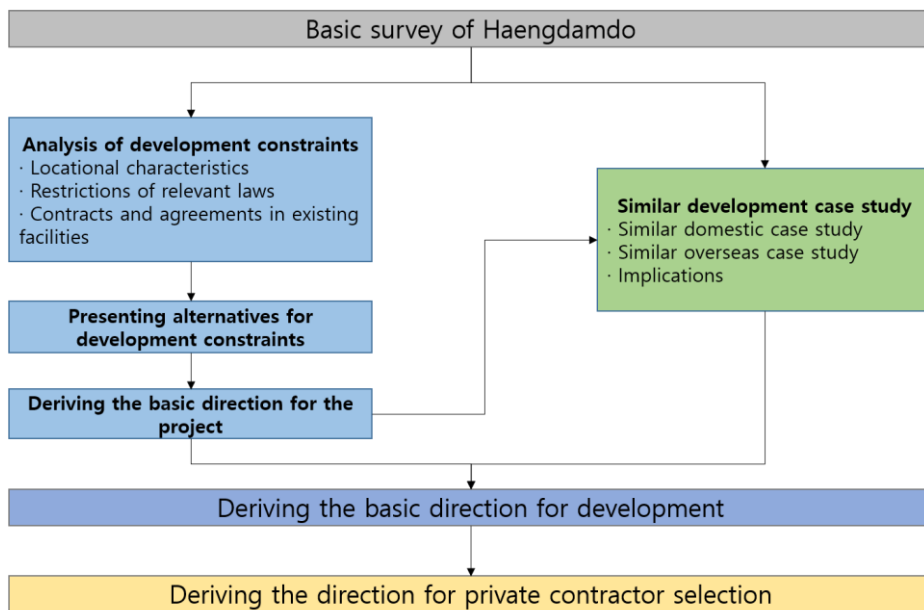 Basic survey of Haengdamdo
Analysis of development constraints
· Locational characteristics
· Restrictions of relevant laws
· Contracts and agreements in existing
facilities
Similar development case study
· Similar domestic case study
· Similar overseas case study
· Implications
Presenting alternatives for
development constraints
Deriving the basic direction for the
project
Deriving the basic direction for development
Deriving the direction for private contractor selection